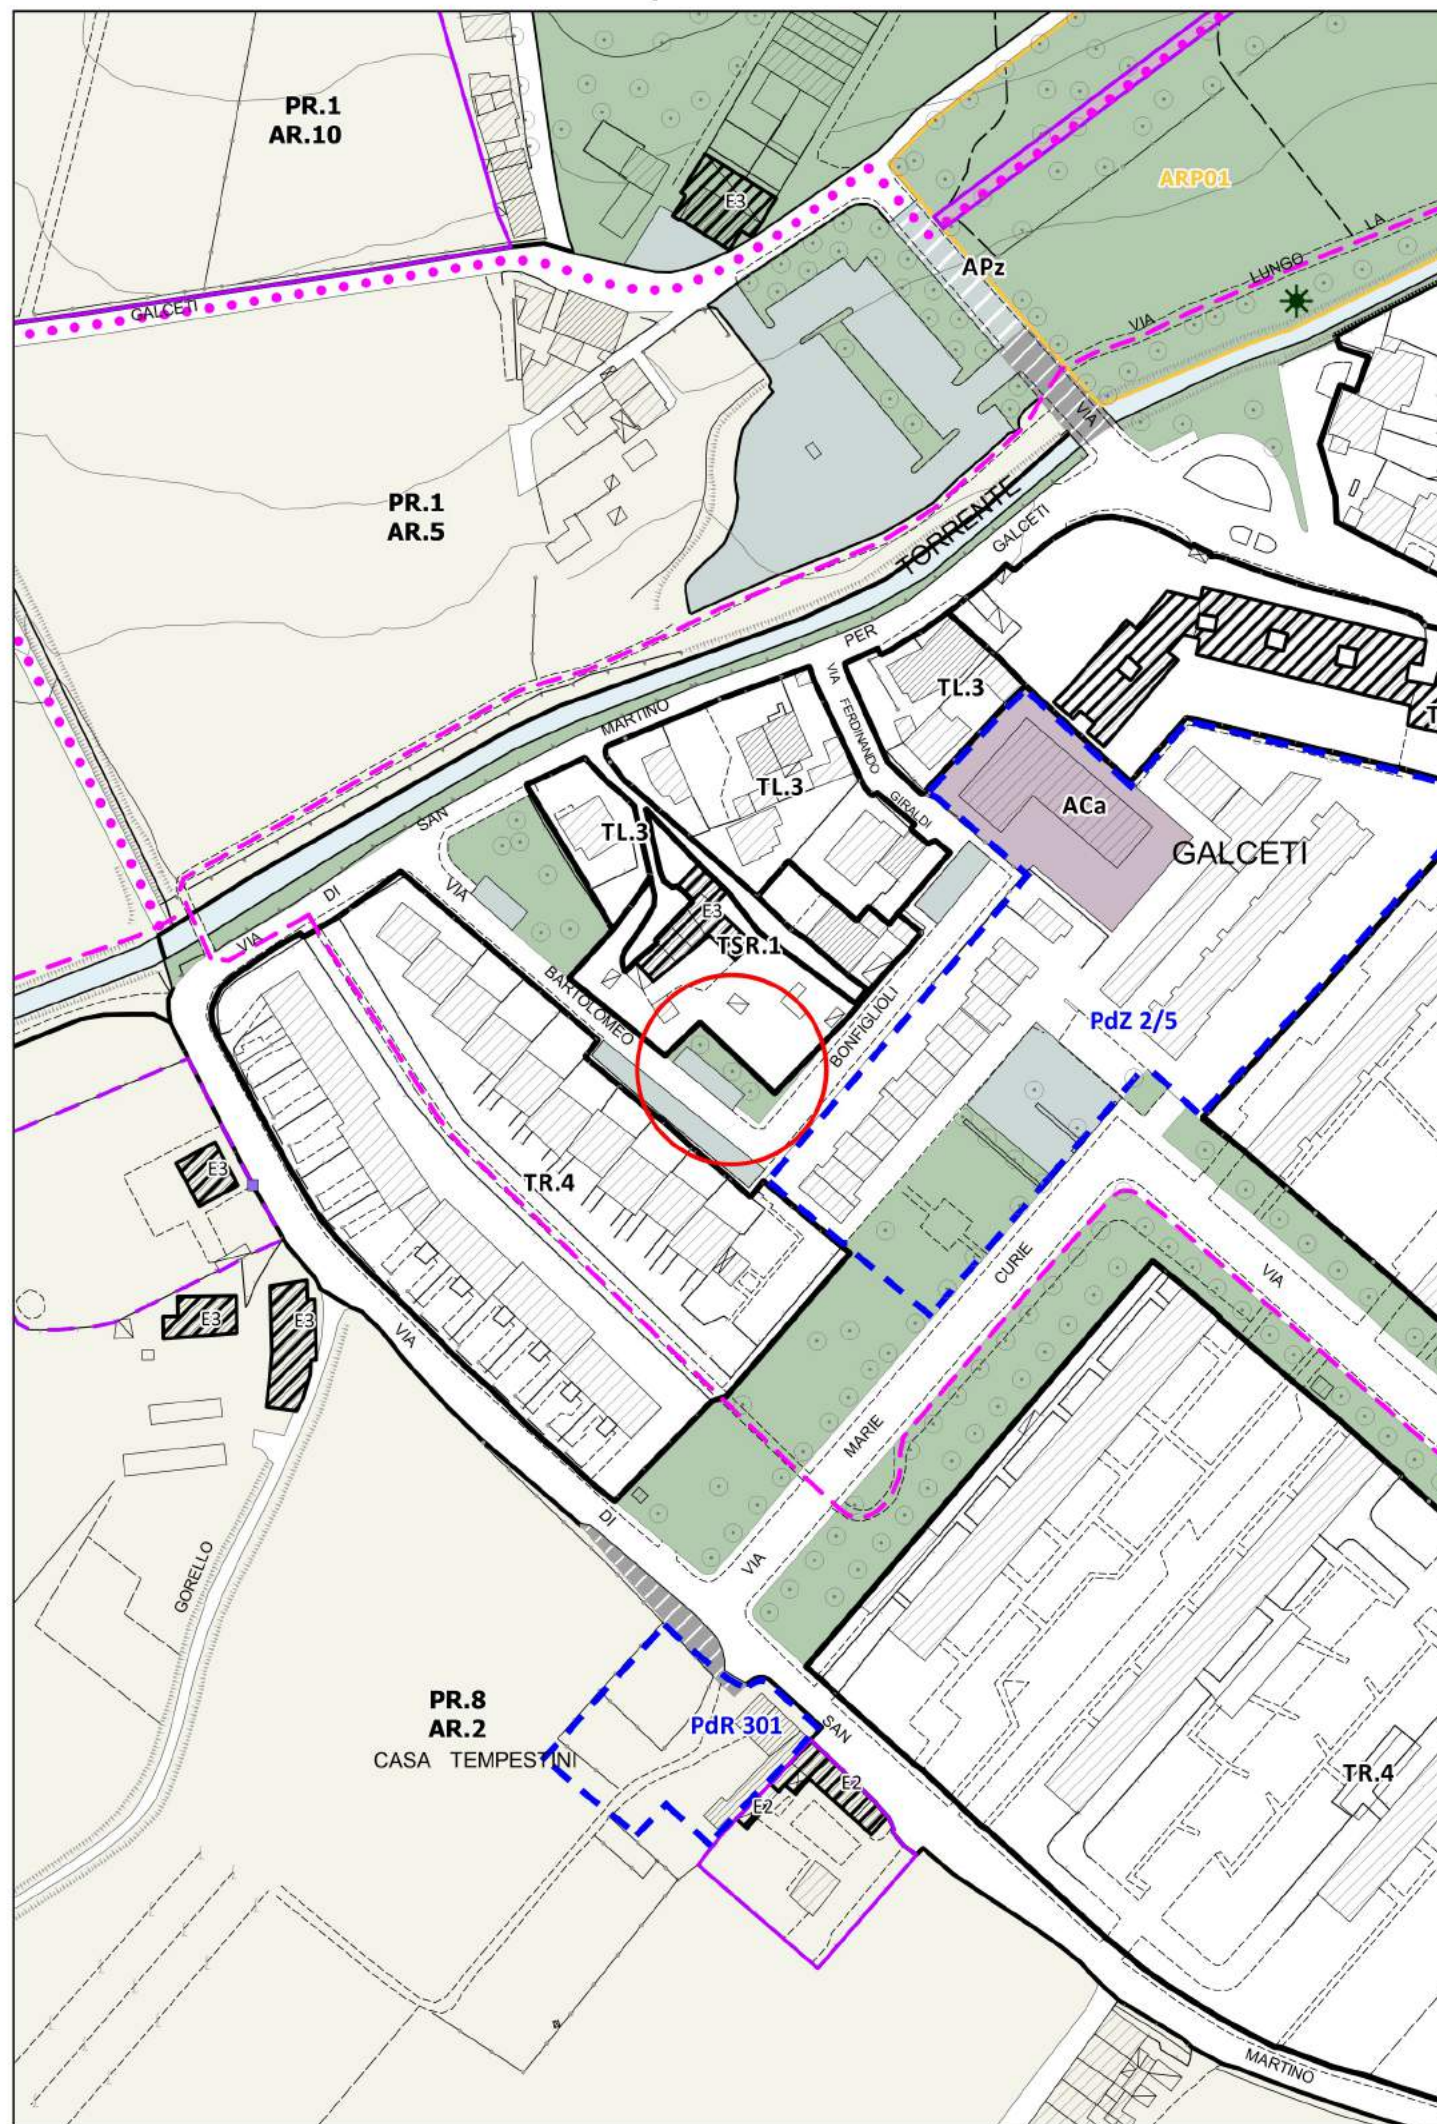 PR.1
AR.10
E3
ARP01
APz
LA
LUNGO
VIA
GALCETI
VIA
PR.1
AR.5
TORRENTE
GALCETI
PER
VIA
FERDINANDO
GIRALDI
TL.3
MARTINO
TL.3
ACa
GALCETI
SAN
TL.3
DI
VIA
E3
TSR.1
VIA
BARTOLOMEO
BONFIGLIOLI
PdZ 2/5
E3
TR.4
CURIE
VIA
E3
E3
VIA
MARIE
DI
VIA
GORELLO
PR.8
AR.2
CASA TEMPESTINI
PdR 301
SAN
E2
E2
TR.4
MARTINO